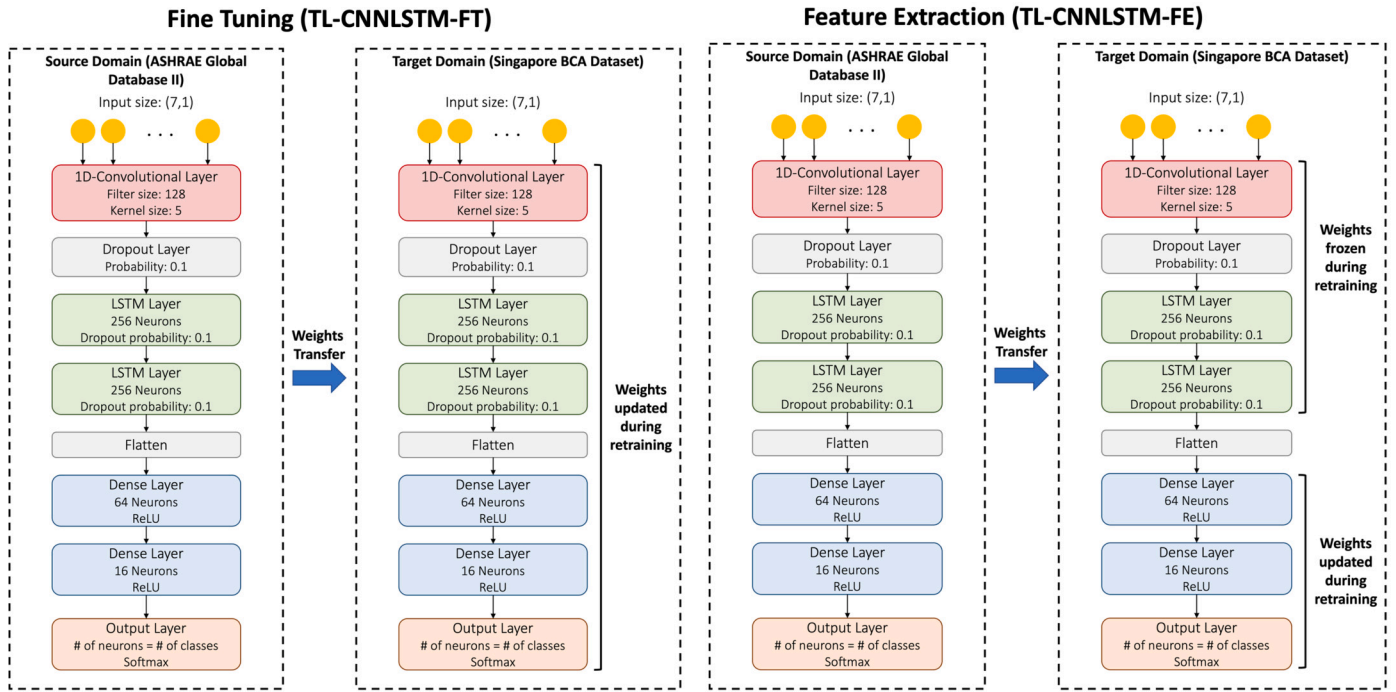 Fine Tuning (TL-CNNLSTM-FT)
Source Domain (ASHRAE Global
Database II)
Input size: (7,1)
. . .
1D-Convolutional Layer
Filter size: 128
Kernel size: 5
Dropout Layer
Probability: 0.1
LSTM Layer
256 Neurons
Dropout probability: 0.1
LSTM Layer
256 Neurons
Dropout probability: 0.1
Flatten
Dense Layer
64 Neurons
ReLU
Dense Layer
16 Neurons
ReLU
Output Layer
# of neurons = # of classes
Softmax
Weights
Transfer
Target Domain (Singapore BCA Dataset)
Input size: (7,1)
. . .
1D-Convolutional Layer
Filter size: 128
Kernel size: 5
Dropout Layer
Probability: 0.1
LSTM Layer
256 Neurons
Dropout probability: 0.1
LSTM Layer
256 Neurons
Dropout probability: 0.1
Flatten
Dense Layer
64 Neurons
ReLU
Dense Layer
16 Neurons
ReLU
Output Layer
# of neurons = # of classes
Softmax
Weights
updated
during
retraining
Feature Extraction (TL-CNNLSTM-FE)
Source Domain (ASHRAE Global
Database II)
Input size: (7,1)
. . .
1D-Convolutional Layer
Filter size: 128
Kernel size: 5
Dropout Layer
Probability: 0.1
LSTM Layer
256 Neurons
Dropout probability: 0.1
LSTM Layer
256 Neurons
Dropout probability: 0.1
Flatten
Dense Layer
64 Neurons
ReLU
Dense Layer
16 Neurons
ReLU
Output Layer
# of neurons = # of classes
Softmax
Weights
Transfer
Target Domain (Singapore BCA Dataset)
Input size: (7,1)
. . .
1D-Convolutional Layer
Filter size: 128
Kernel size: 5
Dropout Layer
Probability: 0.1
LSTM Layer
256 Neurons
Dropout probability: 0.1
LSTM Layer
256 Neurons
Dropout probability: 0.1
Flatten
Dense Layer
64 Neurons
ReLU
Dense Layer
16 Neurons
ReLU
Output Layer
# of neurons = # of classes
Softmax
Weights
frozen
during
retraining
Weights
updated
during
retraining